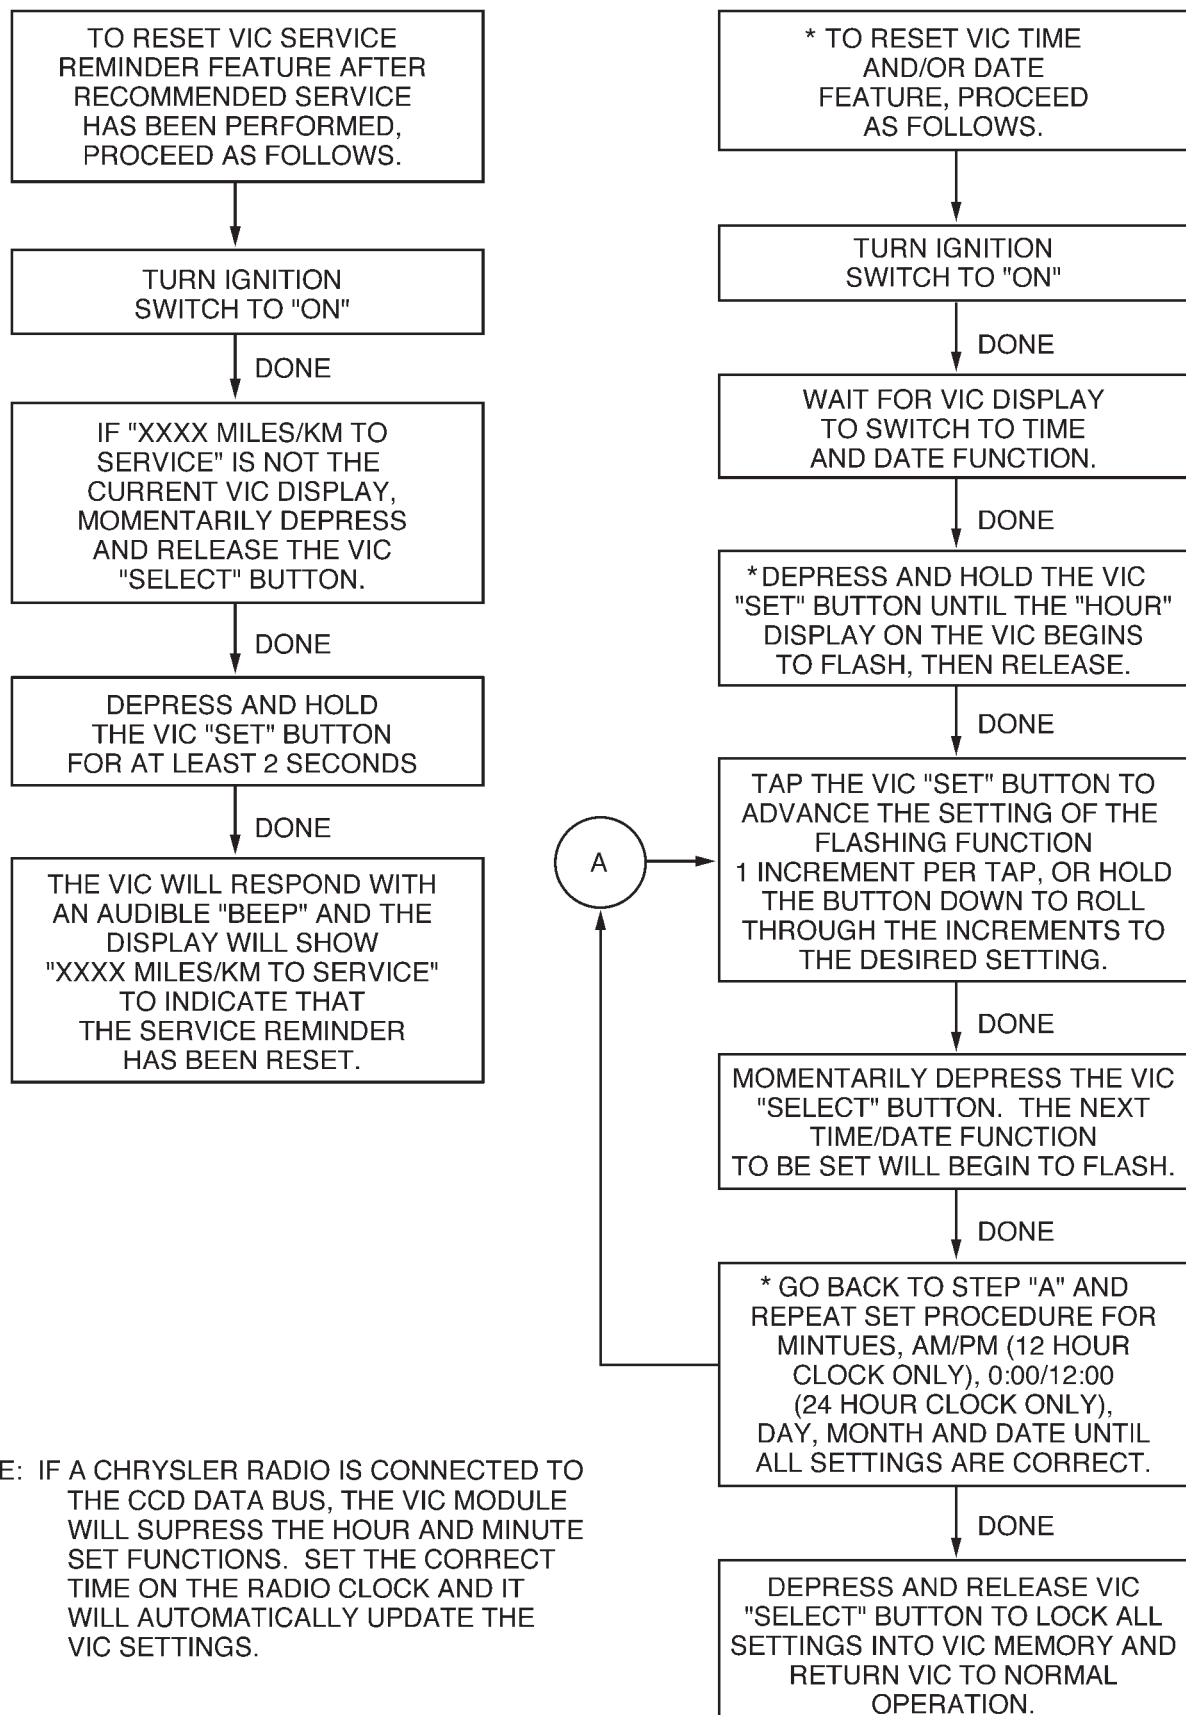 TO RESET VIC SERVICE
REMINDER FEATURE AFTER
RECOMMENDED SERVICE
HAS BEEN PERFORMED,
PROCEED AS FOLLOWS.
TURN IGNITION
SWITCH TO "ON"
DONE
IF "XXXX MILES/KM TO
SERVICE" IS NOT THE
CURRENT VIC DISPLAY,
MOMENTARILY DEPRESS
AND RELEASE THE VIC
"SELECT" BUTTON.
DONE
DEPRESS AND HOLD
THE VIC "SET" BUTTON
FOR AT LEAST 2 SECONDS
DONE
THE VIC WILL RESPOND WITH
AN AUDIBLE "BEEP" AND THE
DISPLAY WILL SHOW
"XXXX MILES/KM TO SERVICE"
TO INDICATE THAT
THE SERVICE REMINDER
HAS BEEN RESET.
E: IF A CHRYSLER RADIO IS CONNECTED TO
THE CCD DATA BUS, THE VIC MODULE
WILL SUPRESS THE HOUR AND MINUTE
SET FUNCTIONS. SET THE CORRECT
TIME ON THE RADIO CLOCK AND IT
WILL AUTOMATICALLY UPDATE THE
VIC SETTINGS.
* TO RESET VIC TIME
AND/OR DATE
FEATURE, PROCEED
AS FOLLOWS.
TURN IGNITION
SWITCH TO "ON"
DONE
WAIT FOR VIC DISPLAY
TO SWITCH TO TIME
AND DATE FUNCTION.
DONE
* DEPRESS AND HOLD THE VIC
"SET" BUTTON UNTIL THE "HOUR"
DISPLAY ON THE VIC BEGINS
TO FLASH, THEN RELEASE.
DONE
A
TAP THE VIC "SET" BUTTON TO
ADVANCE THE SETTING OF THE
FLASHING FUNCTION
1 INCREMENT PER TAP, OR HOLD
THE BUTTON DOWN TO ROLL
THROUGH THE INCREMENTS TO
THE DESIRED SETTING.
DONE
MOMENTARILY DEPRESS THE VIC
"SELECT" BUTTON. THE NEXT
TIME/DATE FUNCTION
TO BE SET WILL BEGIN TO FLASH.
DONE
* GO BACK TO STEP "A" AND
REPEAT SET PROCEDURE FOR
MINTUES, AM/PM (12 HOUR
CLOCK ONLY), 0:00/12:00
(24 HOUR CLOCK ONLY),
DAY, MONTH AND DATE UNTIL
ALL SETTINGS ARE CORRECT.
DONE
DEPRESS AND RELEASE VIC
"SELECT" BUTTON TO LOCK ALL
SETTINGS INTO VIC MEMORY AND
RETURN VIC TO NORMAL
OPERATION.